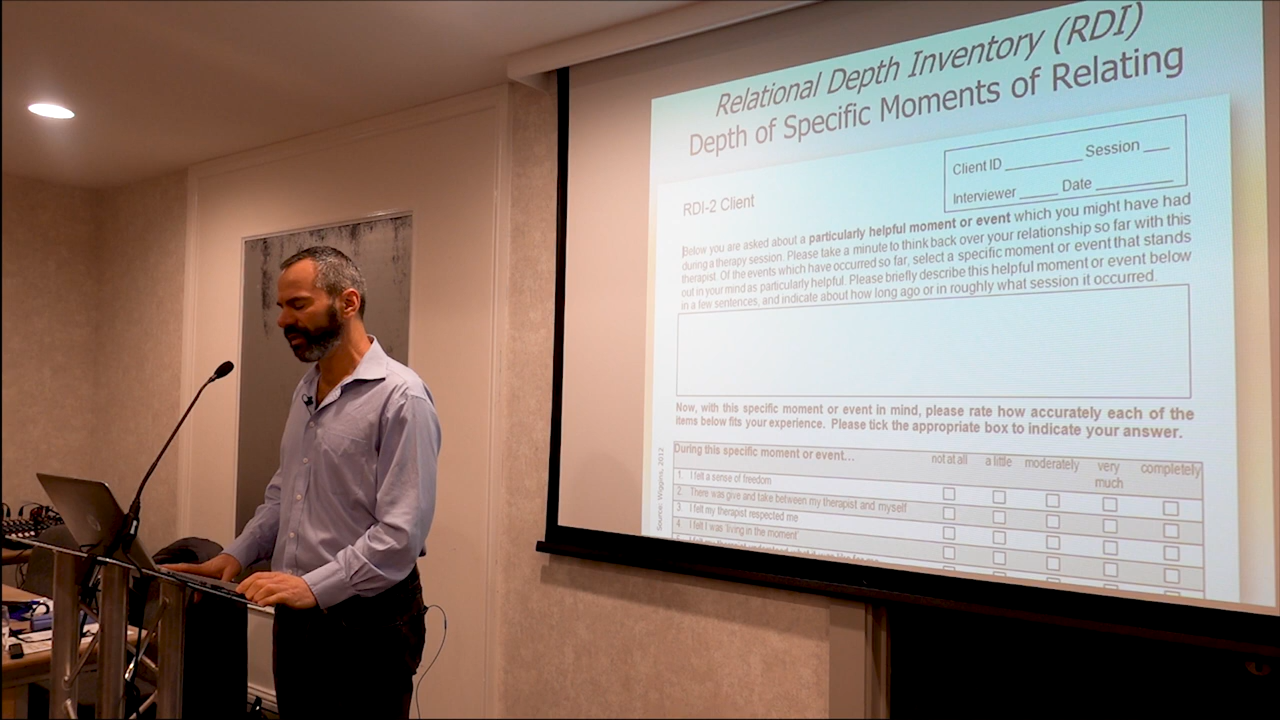 Relational Depth Inventory (RDI)
Depth of Specific Moments of Relating
Client ID ________ Session ___
Interviewer _____ Date _________
RDI-2 Client
Below you are asked about a particularly helpful moment or event which you might have had
during a therapy session. Please take a minute to think back over your relationship so far with this
therapist. Of the events which have occurred so far, select a specific moment or event that stands
out in your mind as particularly helpful. Please briefly describe this helpful moment or event below
in a few sentences, and indicate about how long ago or in roughly what session it occurred.
Now, with this specific moment or event in mind, please rate how accurately each of the
items below fits your experience. Please tick the appropriate box to indicate your answer.
During this specific moment or event… not at all a little moderately very much completely
1. I felt a sense of freedom
2. There was give and take between my therapist and myself
3. I felt my therapist respected me
4 I felt I was 'living in the moment'
Source: Wiggins, 2012